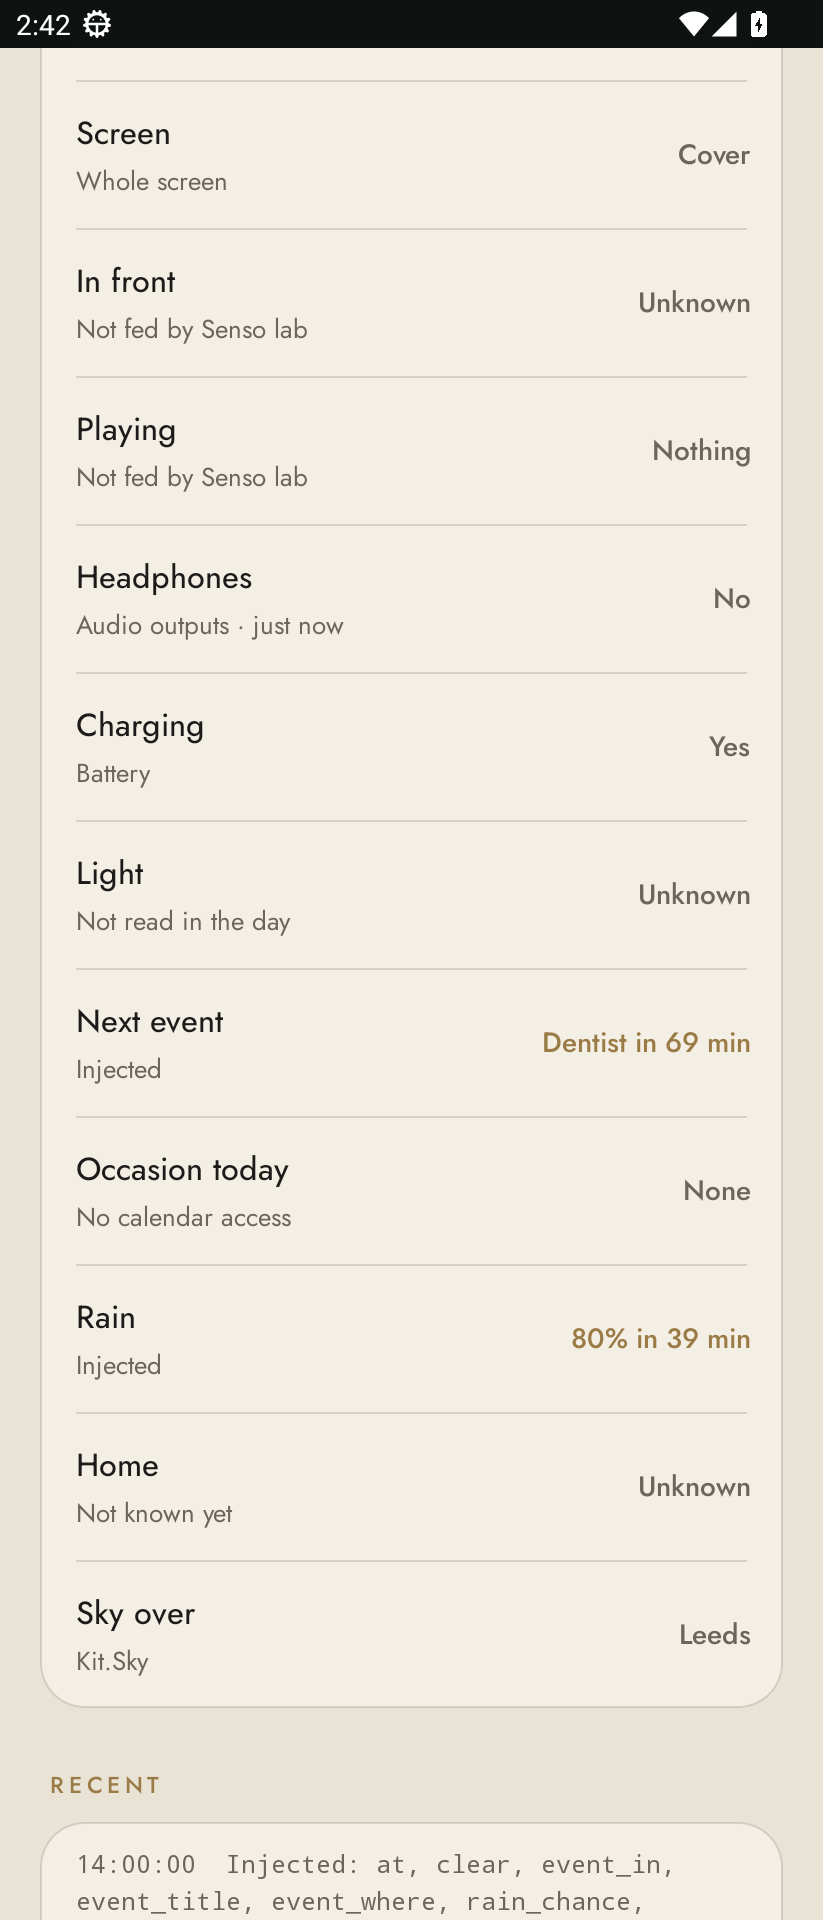 2:42
Screen
Whole screen
Cover
In front
Not fed by Senso lab
Unknown
Playing
Not fed by Senso lab
Nothing
Headphones
Audio outputs · just now
No
Charging
Battery
Yes
Light
Not read in the day
Unknown
Next event
Injected
Dentist in 69 min
Occasion today
No calendar access
None
Rain
Injected
80% in 39 min
Home
Not known yet
Unknown
Sky over
Kit.Sky
Leeds
RECENT
14:00:00  Injected: at, clear, event_in,
event_title, event_where, rain_chance,